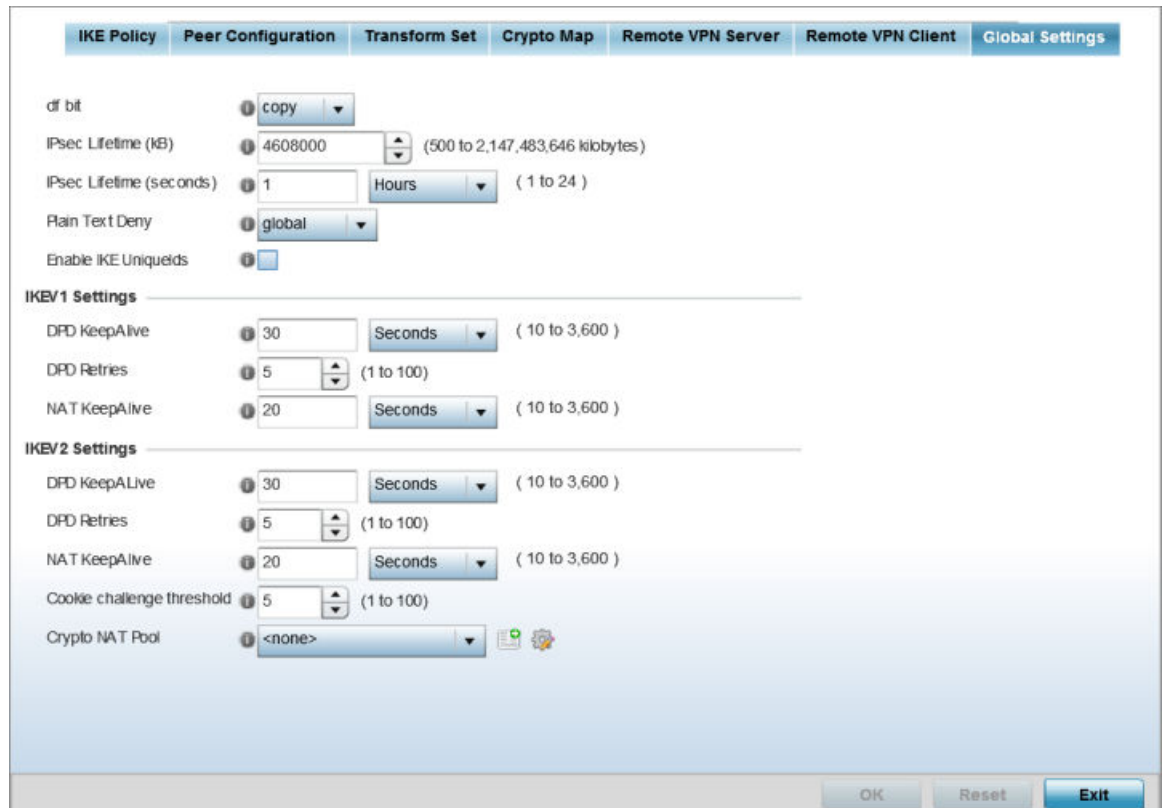 IKE Policy Peer Configuration Transform Set Crypto Map Remote VPN Server Remote VPN Client Global Settings
df bit copy
IPsec Lifetime (kB) 4608000 (500 to 2,147,483,646 kilobytes)
IPsec Lifetime (seconds) 1 Hours ( 1 to 24 )
Plain Text Deny global
Enable IKE UniqueIds
IKEV1 Settings
DPD KeepAlive 30 Seconds ( 10 to 3,600 )
DPD Retries 5 (1 to 100)
NAT KeepAlive 20 Seconds ( 10 to 3,600 )
IKEV2 Settings
DPD KeepALive 30 Seconds ( 10 to 3,600 )
DPD Retries 5 (1 to 100)
NAT KeepAlive 20 Seconds ( 10 to 3,600 )
Cookie challenge threshold 5 (1 to 100)
Crypto NAT Pool <none>
OK Reset Exit